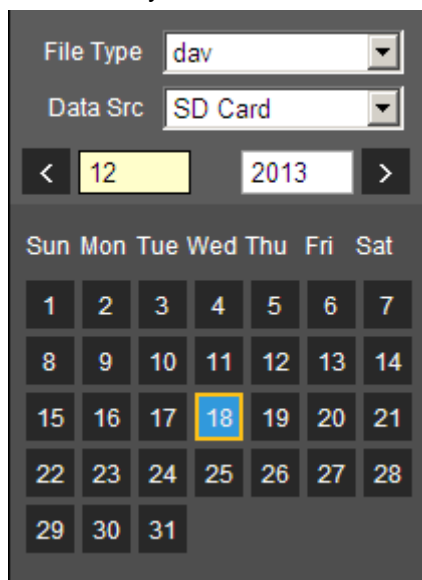 File Type dav
Data Src SD Card
< 12 2013 >
Sun Mon Tue Wed Thu Fri Sat
1 2 3 4 5 6 7
8 9 10 11 12 13 14
15 16 17 18 19 20 21
22 23 24 25 26 27 28
29 30 31